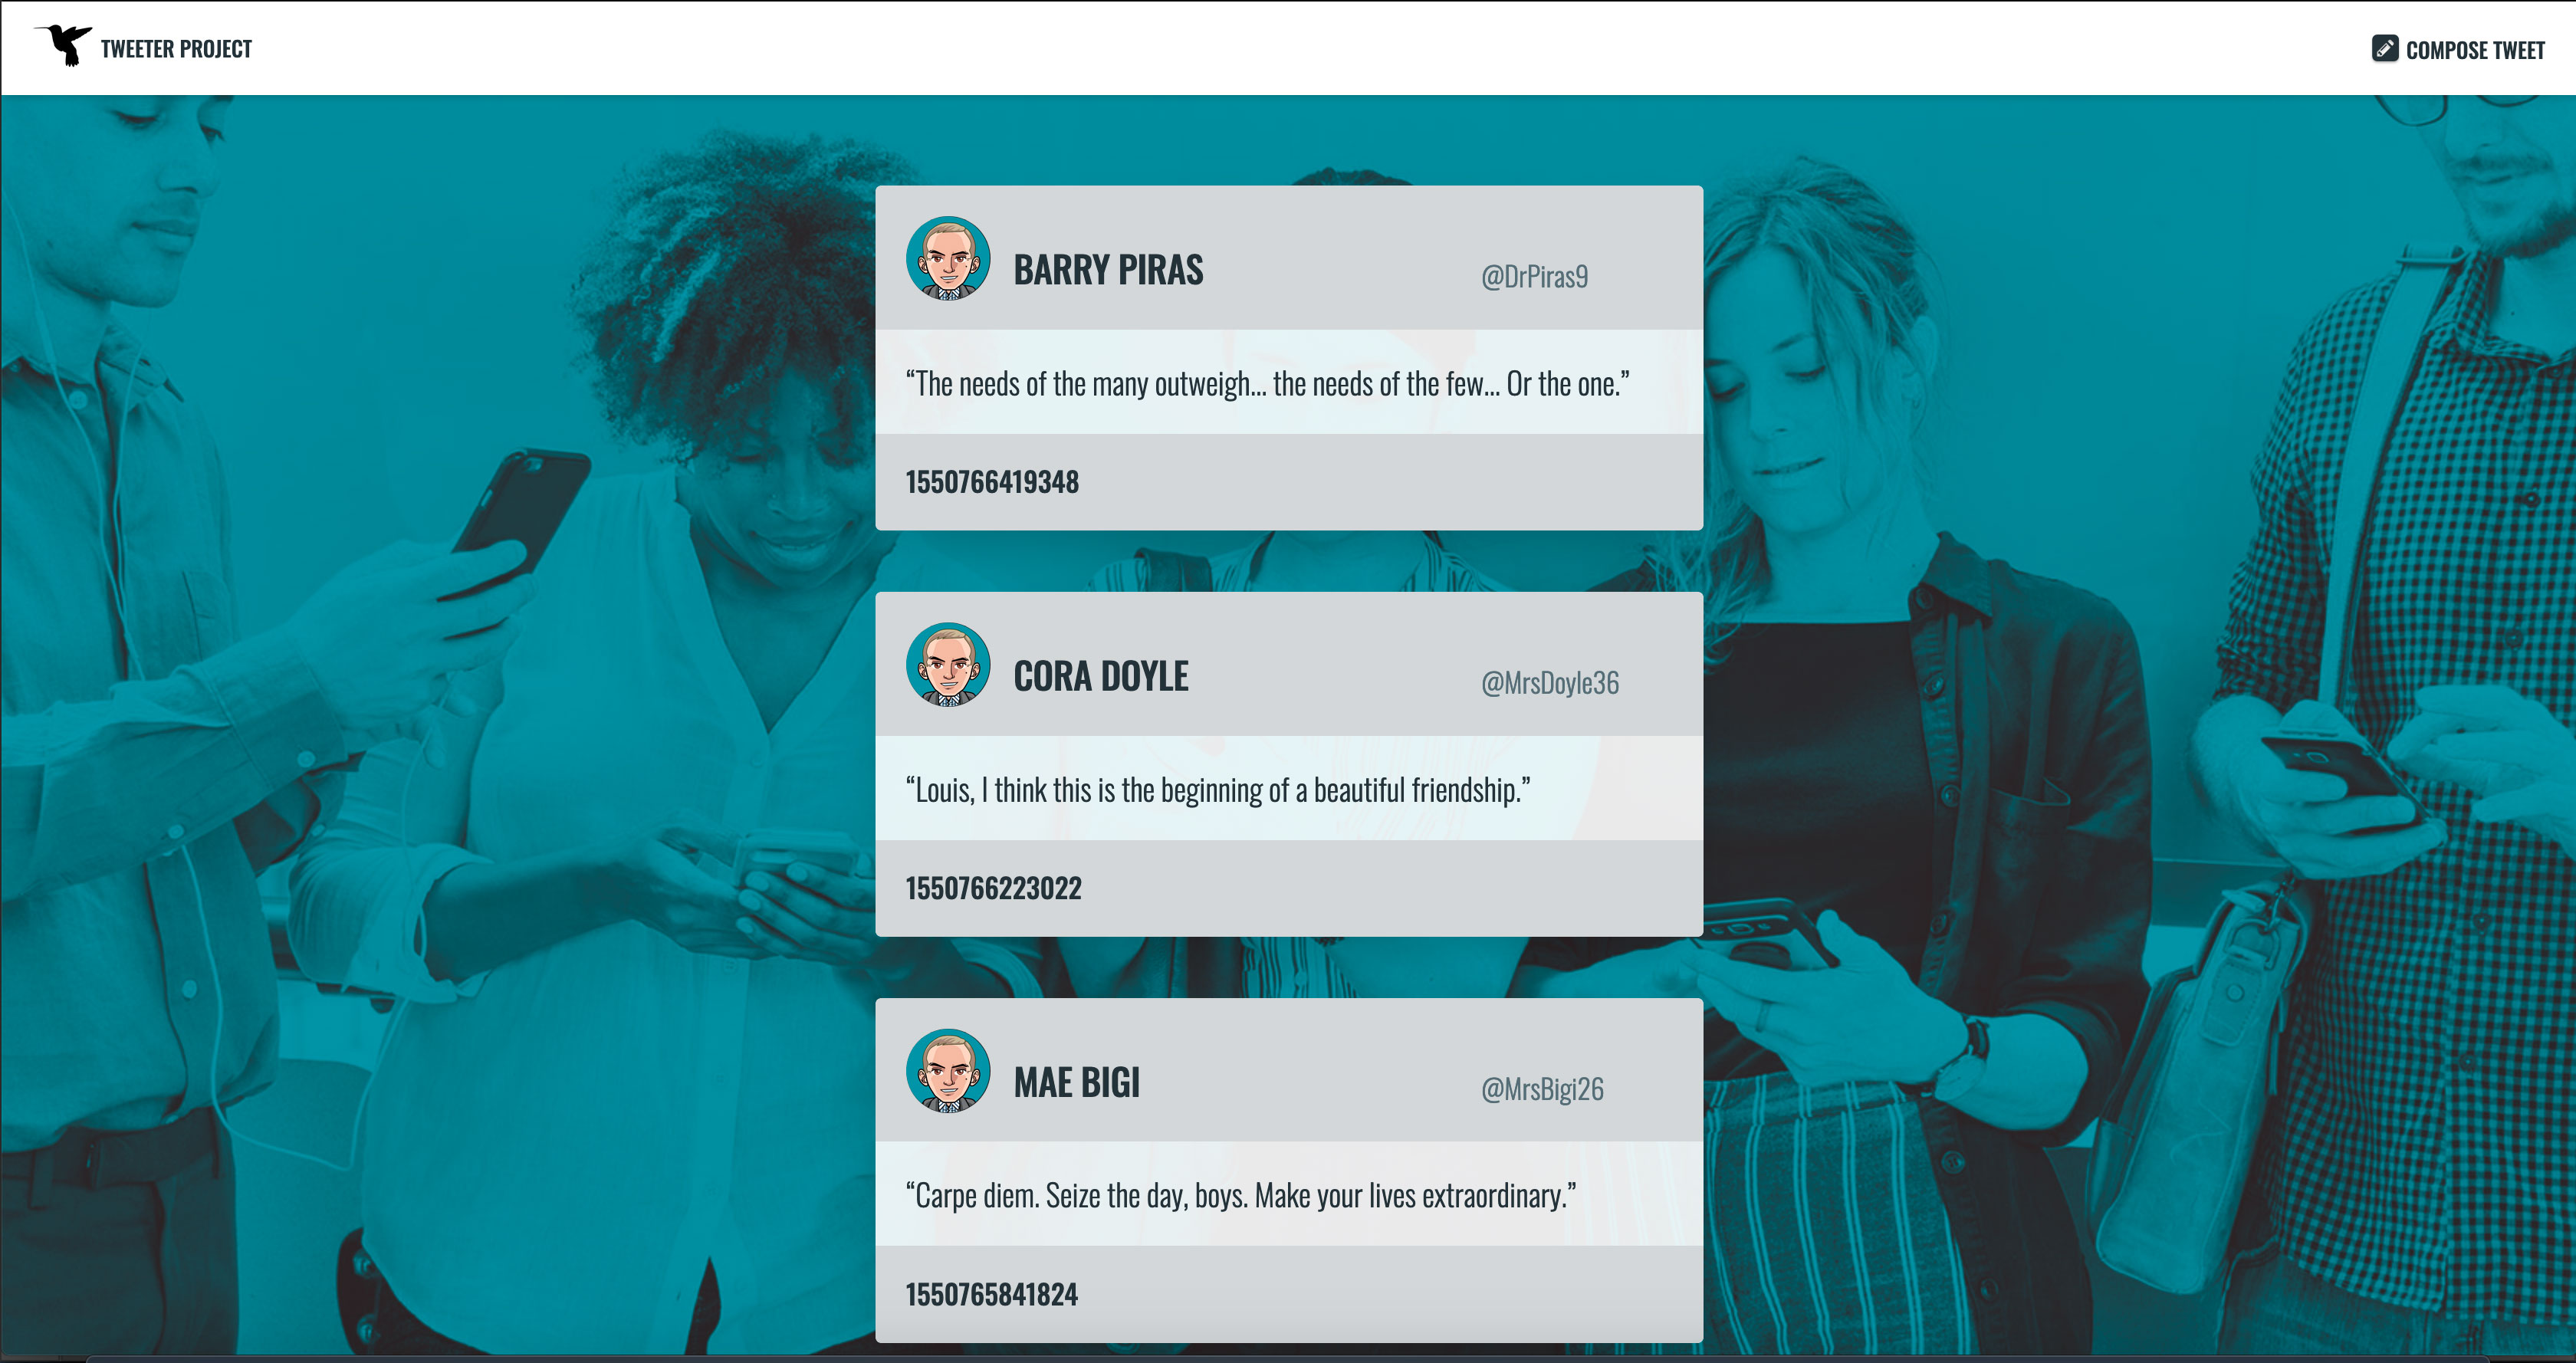 TWEETER PROJECT
COMPOSE TWEET
BARRY PIRAS
@DrPiras9
“The needs of the many outweigh... the needs of the few... Or the one.”
1550766419348
CORA DOYLE
@MrsDoyle36
“Louis, I think this is the beginning of a beautiful friendship.”
1550766223022
MAE BIGI
@MrsBigi26
“Carpe diem. Seize the day, boys. Make your lives extraordinary.”
1550765841824